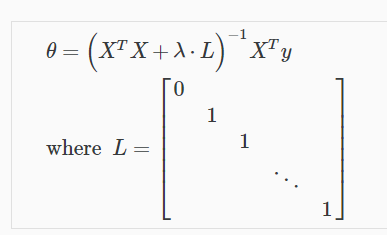 θ = (XᵀX + λ · L)⁻¹ Xᵀy
where L = [0
1
1
⋱
1]